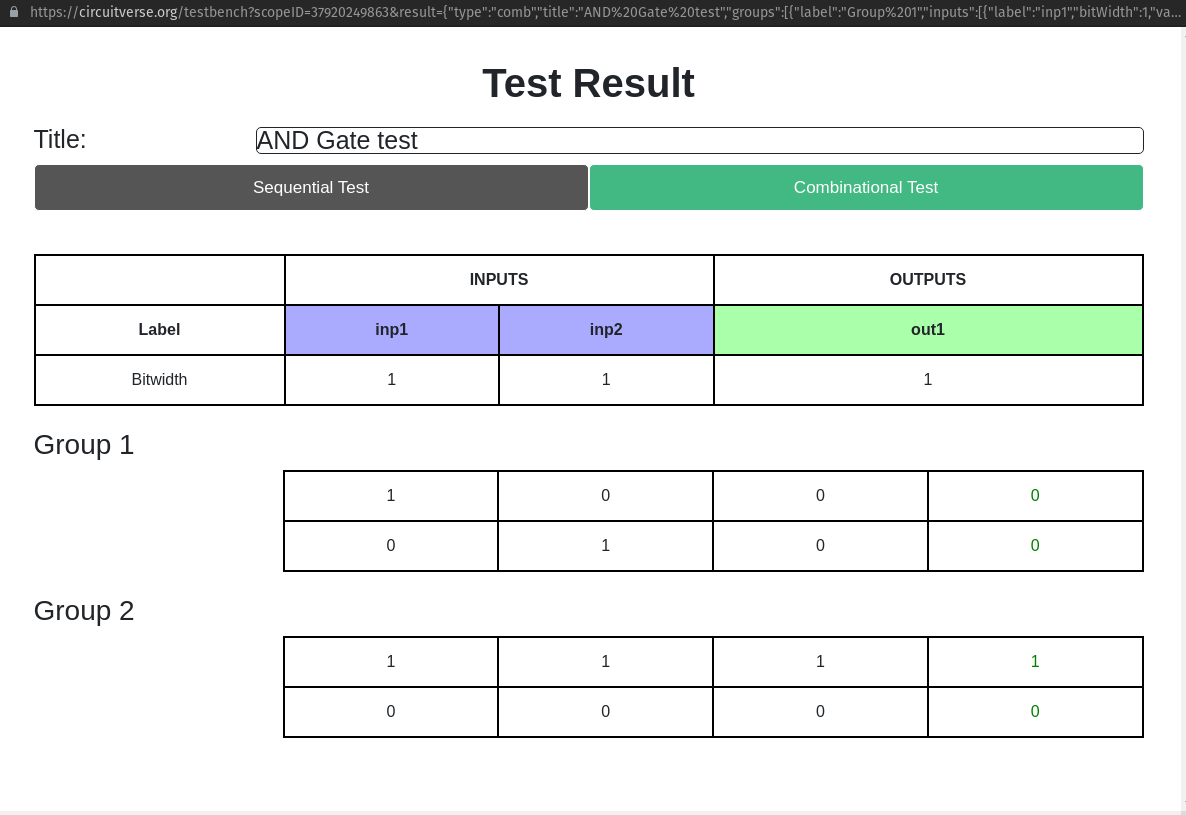 https://circuitverse.org/testbench?scopeID=37920249863&result={"type":"comb","title":"AND%20Gate%20test","groups":[{"label":"Group%201","inputs":[{"label":"inp1","bitWidth":1,"va...
Test Result
Title: AND Gate test
Sequential Test Combinational Test
INPUTS OUTPUTS
Label inp1 inp2 out1
Bitwidth 1 1 1
Group 1
1 0 0 0
0 1 0 0
Group 2
1 1 1 1
0 0 0 0